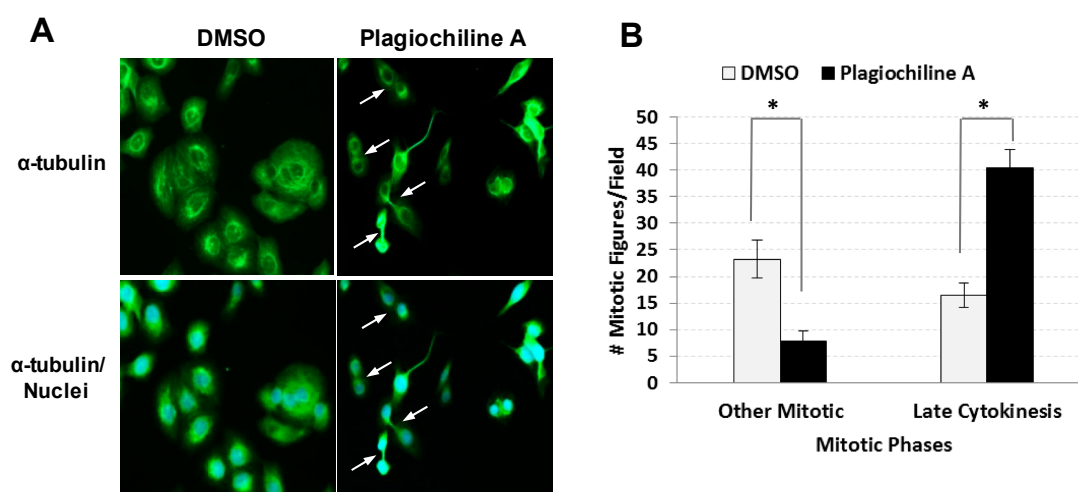 A
DMSO
Plagiochiline A
α-tubulin
α-tubulin/
Nuclei
B
DMSO
Plagiochiline A
*
*
# Mitotic Figures/Field
50
45
40
35
30
25
20
15
10
5
0
Other Mitotic
Late Cytokinesis
Mitotic Phases